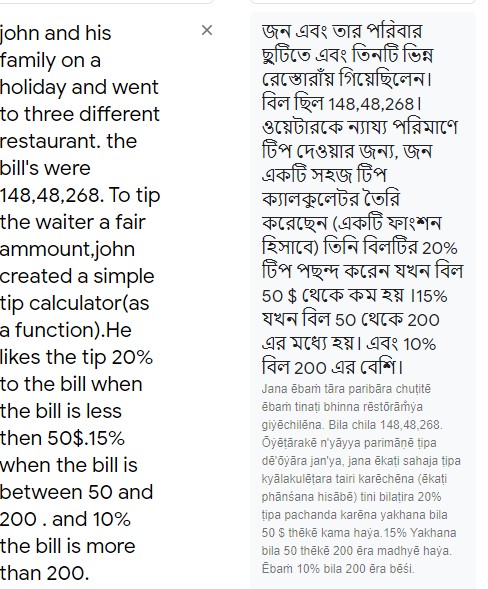 john and his
family on a
holiday and went
to three different
restaurant. the
bill's were
148,48,268. To tip
the waiter a fair
ammount,john
created a simple
tip calculator(as
a function).He
likes the tip 20%
to the bill when
the bill is less
then 50$.15%
when the bill is
between 50 and
200 . and 10%
the bill is more
than 200.
জন এবং তার পরিবার
ছুটিতে এবং তিনটি ভিন্ন
রেস্তোরাঁয় গিয়েছিলেন।
বিল ছিল 148,48,268।
ওয়েটারকে ন্যায্য পরিমাণে
টিপ দেওয়ার জন্য, জন
একটি সহজ টিপ
ক্যালকুলেটর তৈরি
করেছেন (একটি ফাংশন
হিসাবে) তিনি বিলটির 20%
টিপ পছন্দ করেন যখন বিল
50 $ থেকে কম হয় ।15%
যখন বিল 50 থেকে 200
এর মধ্যে হয়। এবং 10%
বিল 200 এর বেশি।
Jana ēbaṁ tāra paribāra chuṭitē
ēbaṁ tinaṭi bhinna rēstōrām̐ẏa
giẏēchilēna. Bila chila 148,48,268.
Ōẏēṭārakē n'yāyya parimāṇē ṭipa
dē'ōẏāra jan'ya, jana ēkaṭi sahaja ṭipa
kyālakulēṭara tairi karēchēna (ēkaṭi
phānśana hisābē) tini bilaṭira 20%
ṭipa pachanda karēna yakhana bila
50 $ thēkē kama haẏa.15% Yakhana
bila 50 thēkē 200 ēra madhyē haẏa.
Ēbaṁ 10% bila 200 ēra bēśi.